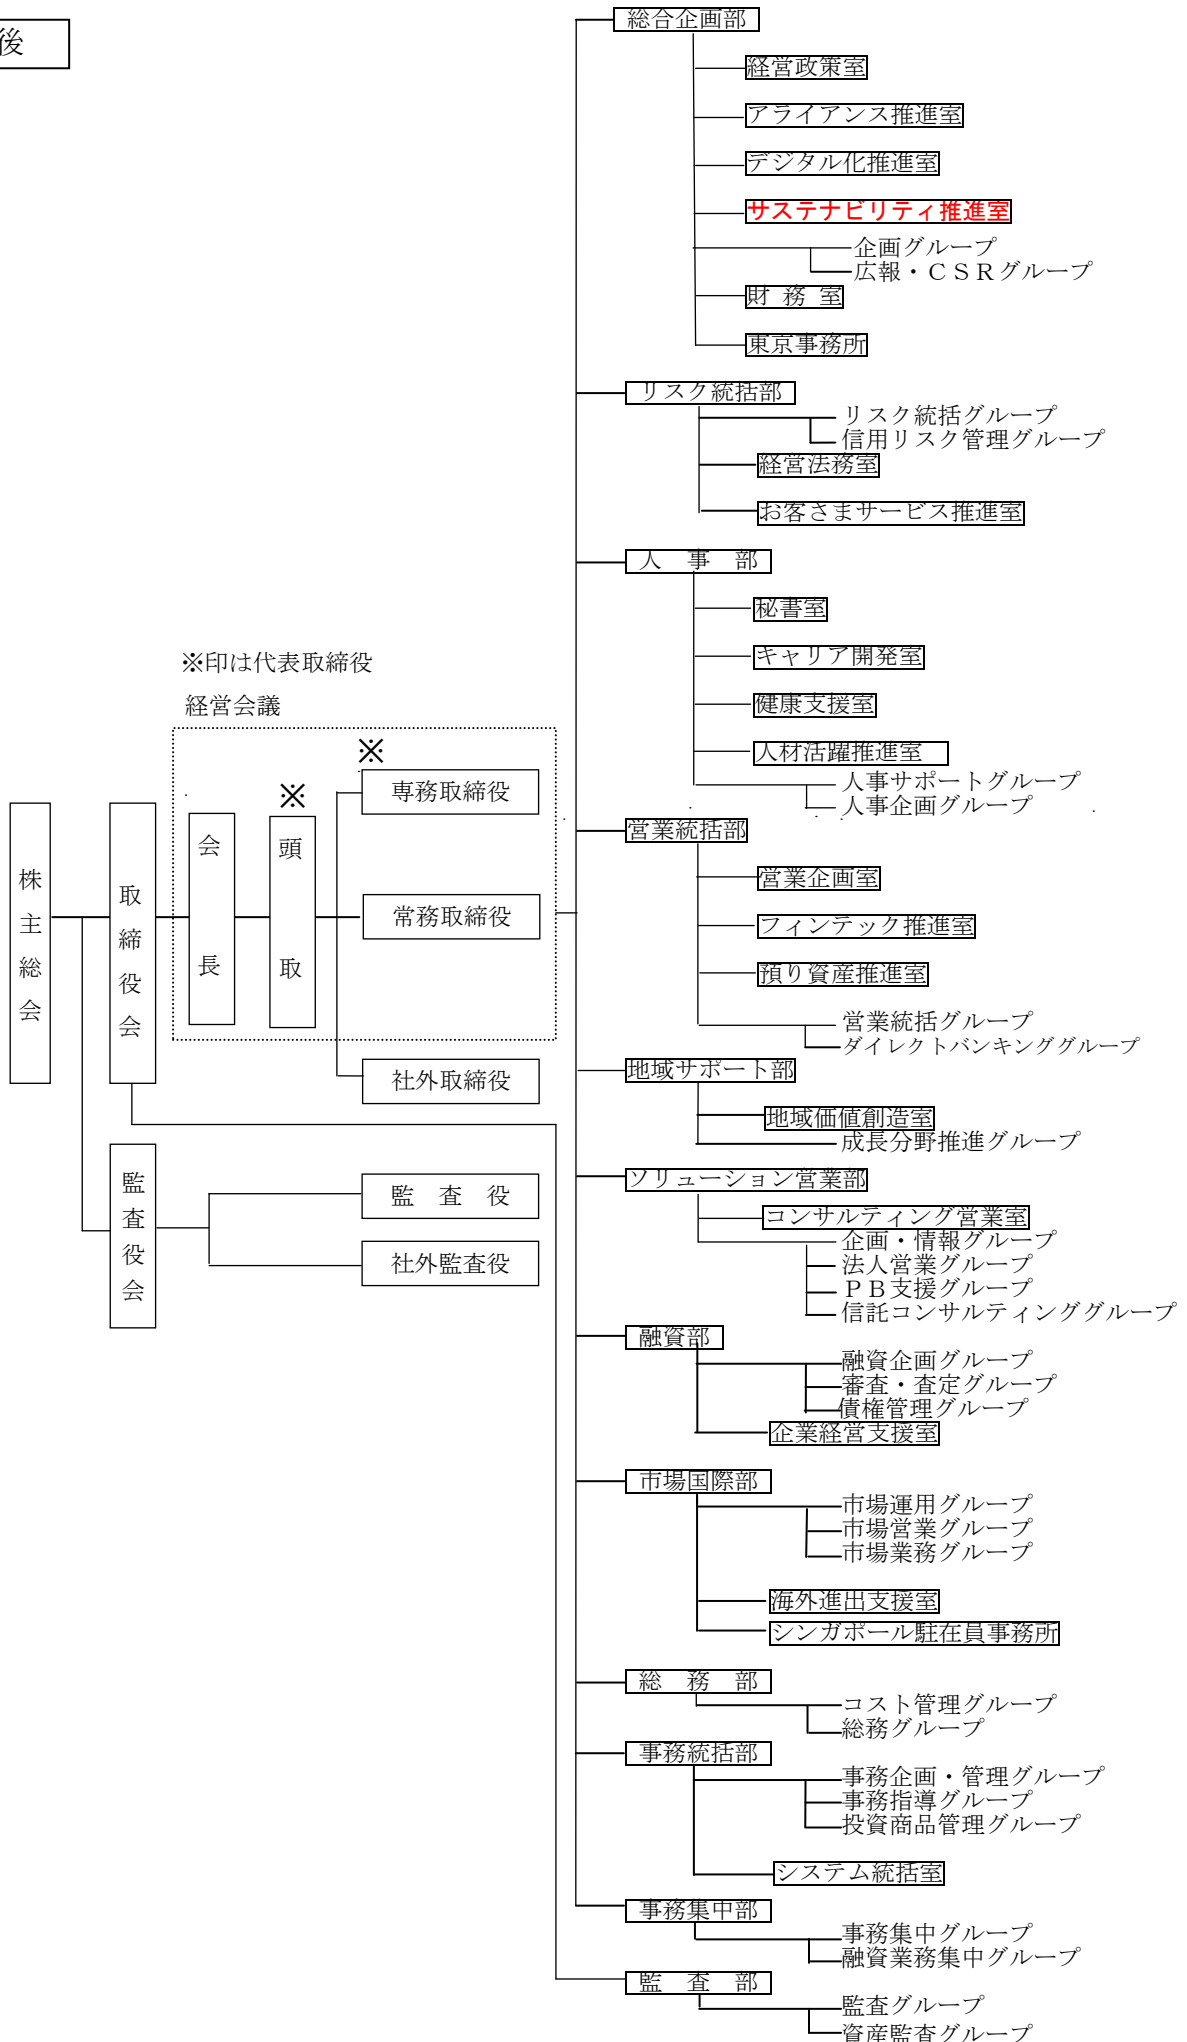 後
総合企画部
経営政策室
アライアンス推進室
デジタル化推進室
サステナビリティ推進室
企画グループ
広報・ＣＳＲグループ
財 務 室
東京事務所
リスク統括部
リスク統括グループ
信用リスク管理グループ
経営法務室
お客さまサービス推進室
人 事 部
秘書室
キャリア開発室
健康支援室
人材活躍推進室
人事サポートグループ
人事企画グループ
※印は代表取締役
経営会議
※
専務取締役
※
会長
頭取
株主総会
取締役会
常務取締役
社外取締役
監査役会
監 査 役
社外監査役
営業統括部
営業企画室
フィンテック推進室
預り資産推進室
営業統括グループ
ダイレクトバンキンググループ
地域サポート部
地域価値創造室
成長分野推進グループ
ソリューション営業部
コンサルティング営業室
企画・情報グループ
法人営業グループ
ＰＢ支援グループ
信託コンサルティンググループ
融資部
融資企画グループ
審査・査定グループ
債権管理グループ
企業経営支援室
市場国際部
市場運用グループ
市場営業グループ
市場業務グループ
海外進出支援室
シンガポール駐在員事務所
総 務 部
コスト管理グループ
総務グループ
事務統括部
事務企画・管理グループ
事務指導グループ
投資商品管理グループ
システム統括室
事務集中部
事務集中グループ
融資業務集中グループ
監 査 部
監査グループ
資産監査グループ